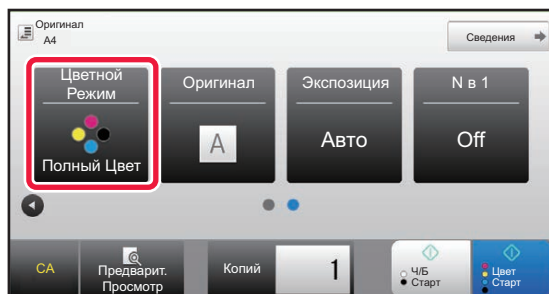 Оригинал
A4
Сведения
Цветной
Режим
Полный Цвет
Оригинал
A
Экспозиция
Авто
N в 1
Off
CA
Предварит.
Просмотр
Копий
1
Ч/Б
Старт
Цвет
Старт